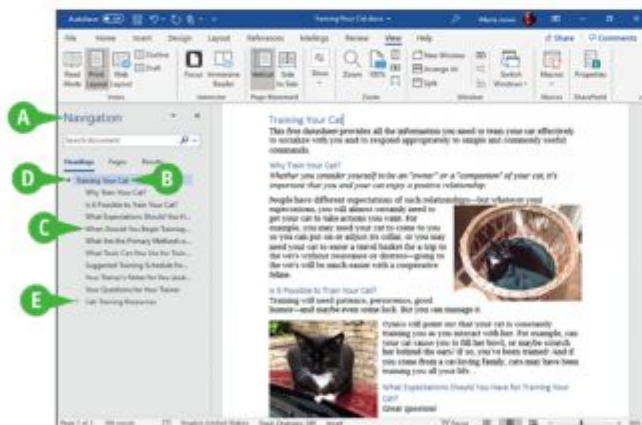 AutoSave
Training Your Cat.docx
File Home Insert Design Layout References Mailings Review View Help
Share Comments
Read Mode
Print Layout
Web Layout
Outline
Draft
Focus
Immersive Reader
Vertical
Side to Side
Show
Zoom
100%
New Window
Arrange All
Split
Switch Windows
Macros
Properties
Views Immersive Page Movement Zoom Window Macros SharePoint
A
Navigation
Search document
Headings Pages Results
D
Training Your Cat
B
Why Train Your Cat?
Is It Possible to Train Your Cat?
What Expectations Should You H...
C
When Should You Begin Training...
What Are the Primary Methods o...
What Tools Can You Use for Train...
Suggested Training Schedule for...
Your Trainer's Notes for You
Your Questions for Your Trainer
E
Cat-Training Resources
Training Your Cat
This free datasheet provides all the information you need to train your cat effectively
to socialize with you and to respond appropriately to simple and commonly useful
commands.
Why Train Your Cat?
Whether you consider yourself to be an "owner" or a "companion" of your cat, it's
important that you and your cat enjoy a positive relationship.
People have different expectations of such relationships—but whatever your
expectations, you will almost certainly need to
get your cat to take actions you want. For
example, you may need your cat to come to you
so you can put on or adjust its collar, or you may
need your cat to enter a travel basket for a trip to
the vet's without resistance or distress—going to
the vet's will be much easier with a cooperative
feline.
Is It Possible to Train Your Cat?
Training will need patience, persistence, good
humor—and maybe even some luck. But you can manage it.
Cynics will point out that your cat is constantly
training you as you interact with her. For example, can
your cat cause you to fill her bowl, or maybe scratch
her behind the ears? If so, you've been trained! And if
you come from a cat-loving family, cats may have been
training you all your life...
What Expectations Should You Have for Training Your
Cat?
Great question!
Page 1 of English (United States) Focus